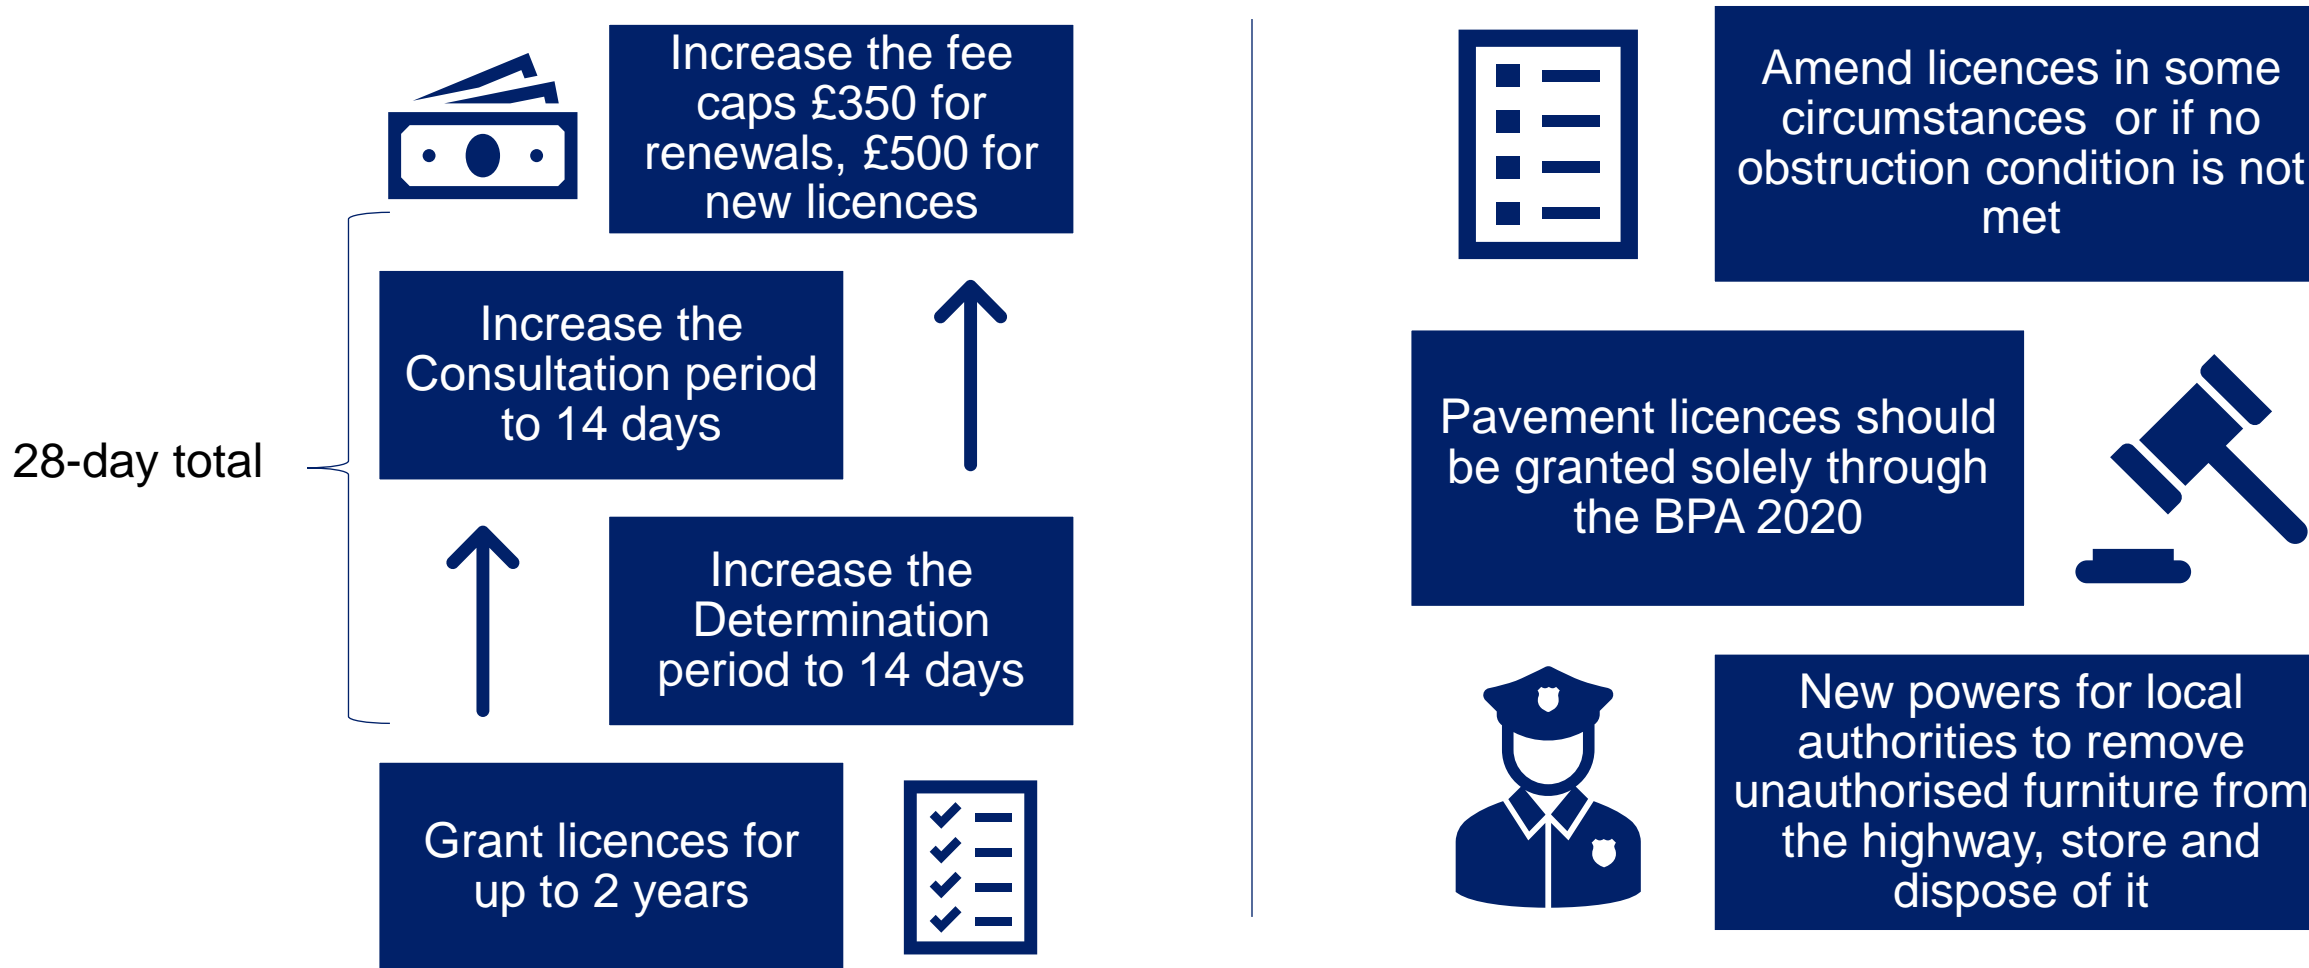 Increase the fee
caps £350 for
renewals, £500 for
new licences
Increase the
Consultation period
to 14 days
28-day total
Increase the
Determination
period to 14 days
Grant licences for
up to 2 years
Amend licences in some
circumstances or if no
obstruction condition is not
met
Pavement licences should
be granted solely through
the BPA 2020
New powers for local
authorities to remove
unauthorised furniture from
the highway, store and
dispose of it